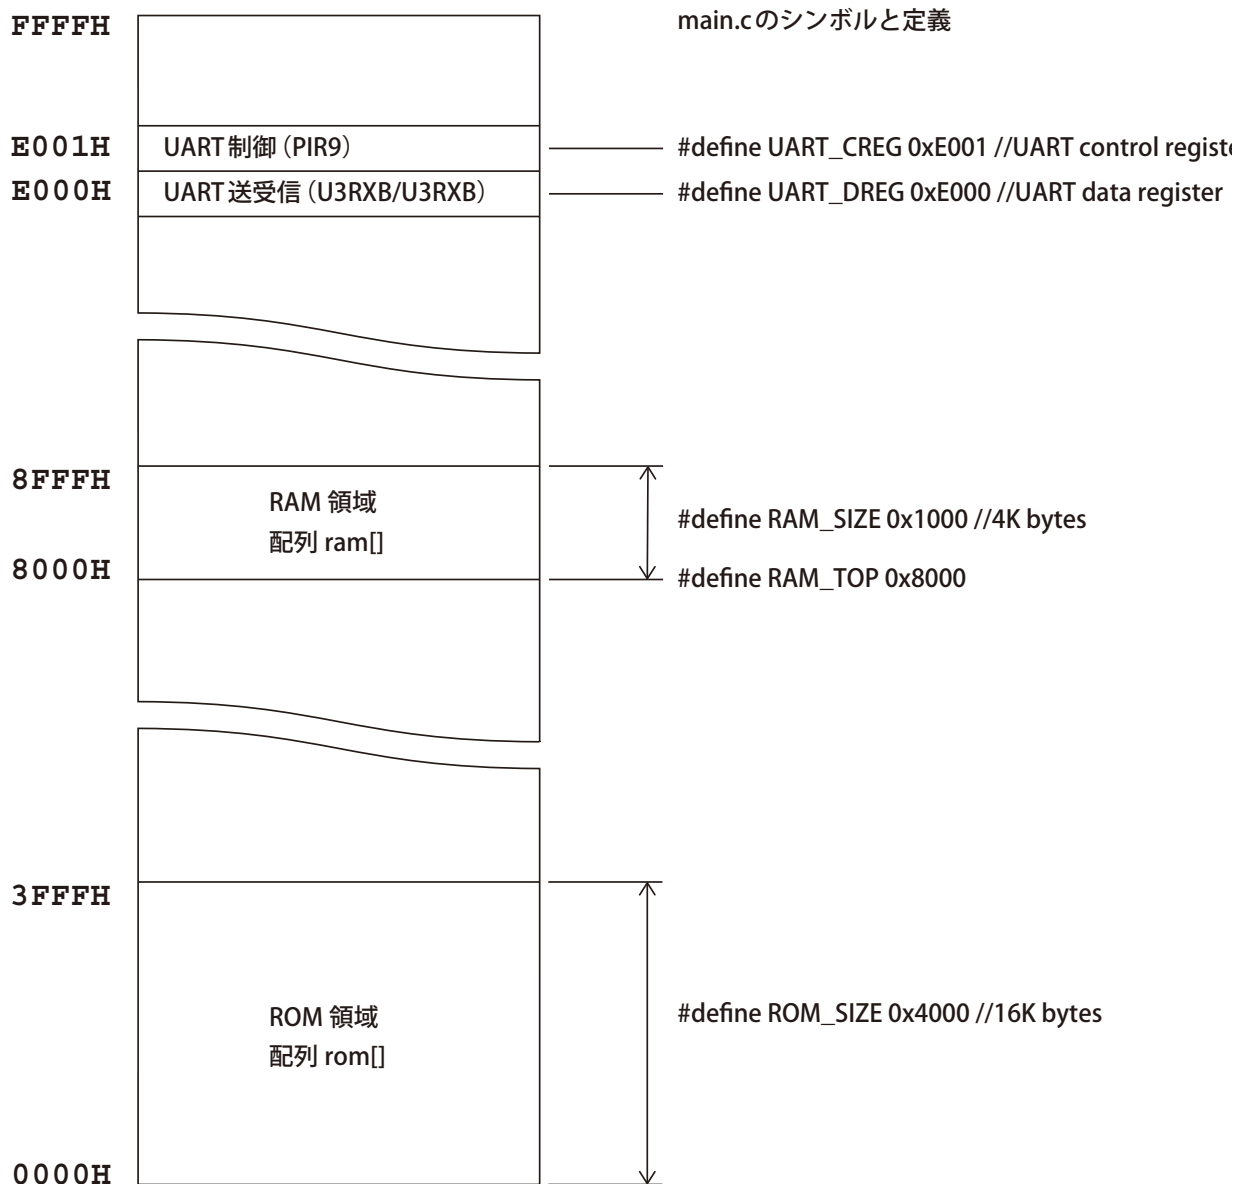 FFFFH
main.cのシンボルと定義
E001H UART制御（PIR9） #define UART_CREG 0xE001 //UART control registe
E000H UART送受信（U3RXB/U3RXB） #define UART_DREG 0xE000 //UART data register
8FFFH
RAM 領域
配列 ram[]
#define RAM_SIZE 0x1000 //4K bytes
8000H
#define RAM_TOP 0x8000
3FFFH
ROM 領域
配列 rom[]
#define ROM_SIZE 0x4000 //16K bytes
0000H